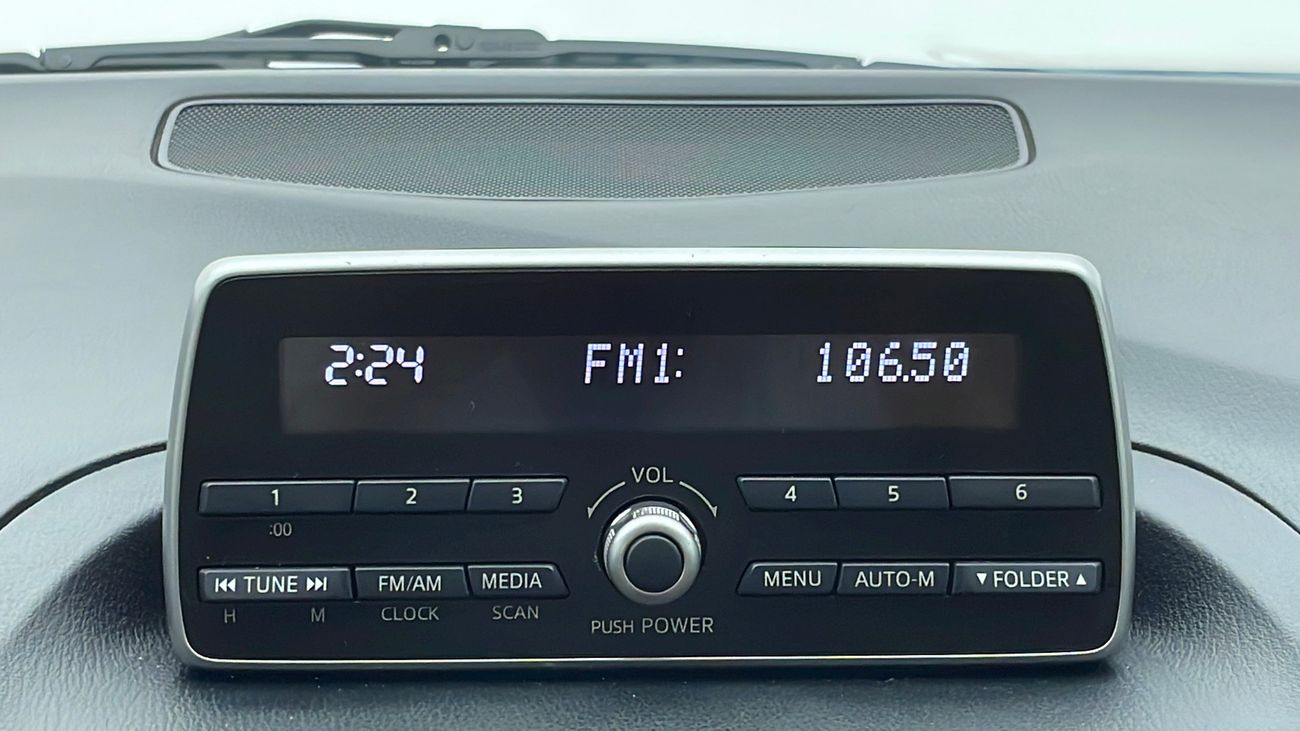 2:24 FM1: 106.50
VOL
1 2 3 4 5 6
:00
⏮ TUNE ⏭ FM/AM MEDIA MENU AUTO-M ▼ FOLDER ▲
H M CLOCK SCAN
PUSH POWER